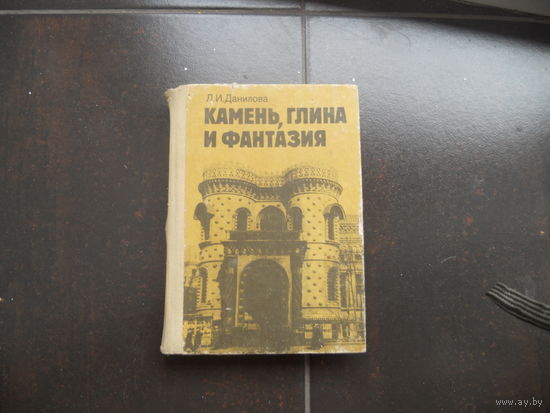 Л.И.Данилова
КАМЕНЬ, ГЛИНА
И ФАНТАЗИЯ
www.ay.by